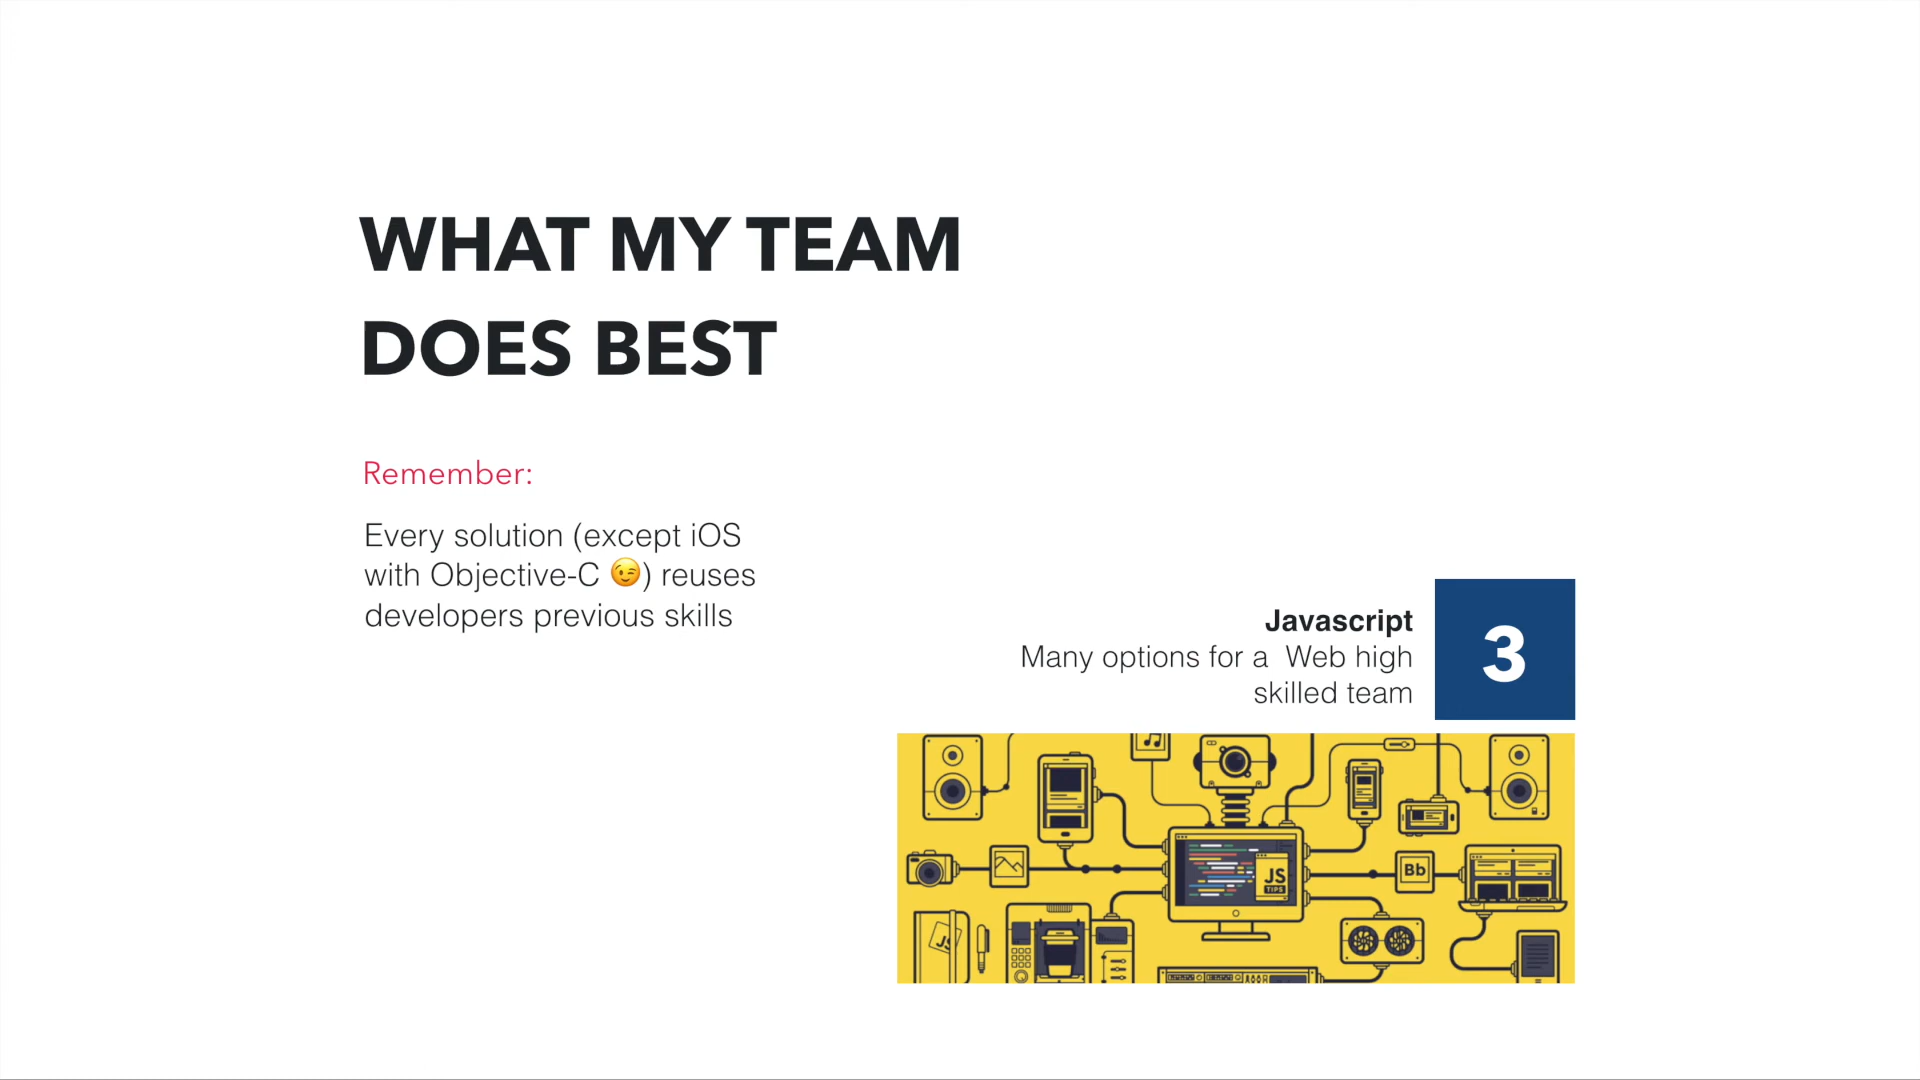 WHAT MY TEAM
DOES BEST
Remember:
Every solution (except iOS
with Objective-C 😉) reuses
developers previous skills
Javascript
Many options for a  Web high
skilled team
3
JS
TIPS
Bb
JS